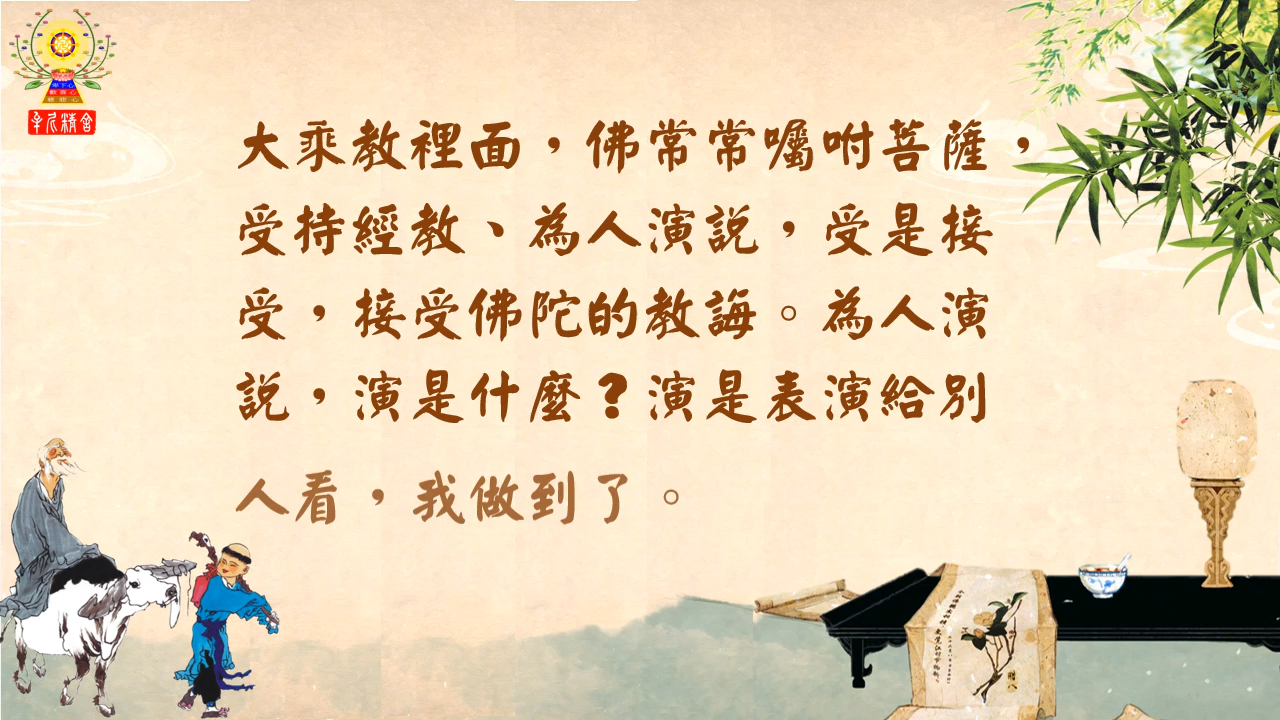 大乘教裡面，佛常常囑咐菩薩，
受持經教、為人演說，受是接
受，接受佛陀的教誨。為人演
說，演是什麼？演是表演給別
人看，我做到了。